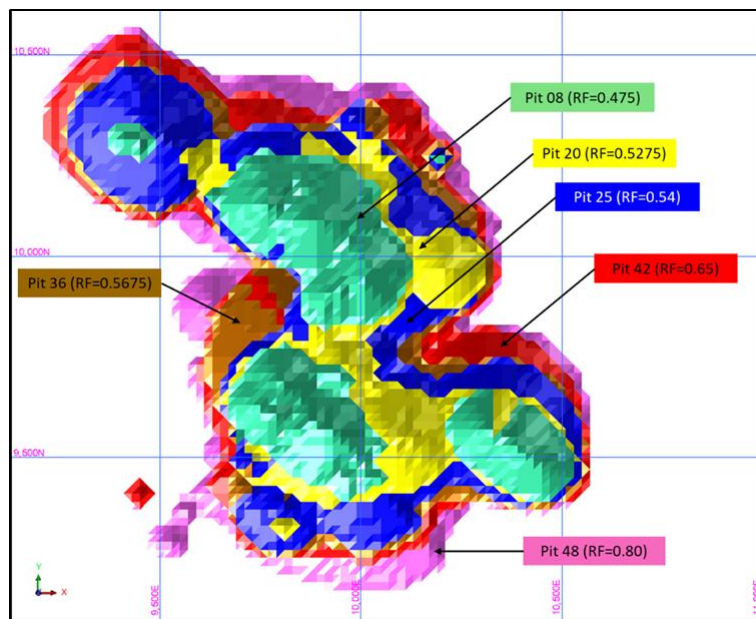 10,500N
Pit 08 (RF=0.475)
Pit 20 (RF=0.5275)
Pit 25 (RF=0.54)
10,000N
Pit 36 (RF=0.5675)
Pit 42 (RF=0.65)
9,500N
Pit 48 (RF=0.80)
Y
X
9,500E
10,000E
10,500E